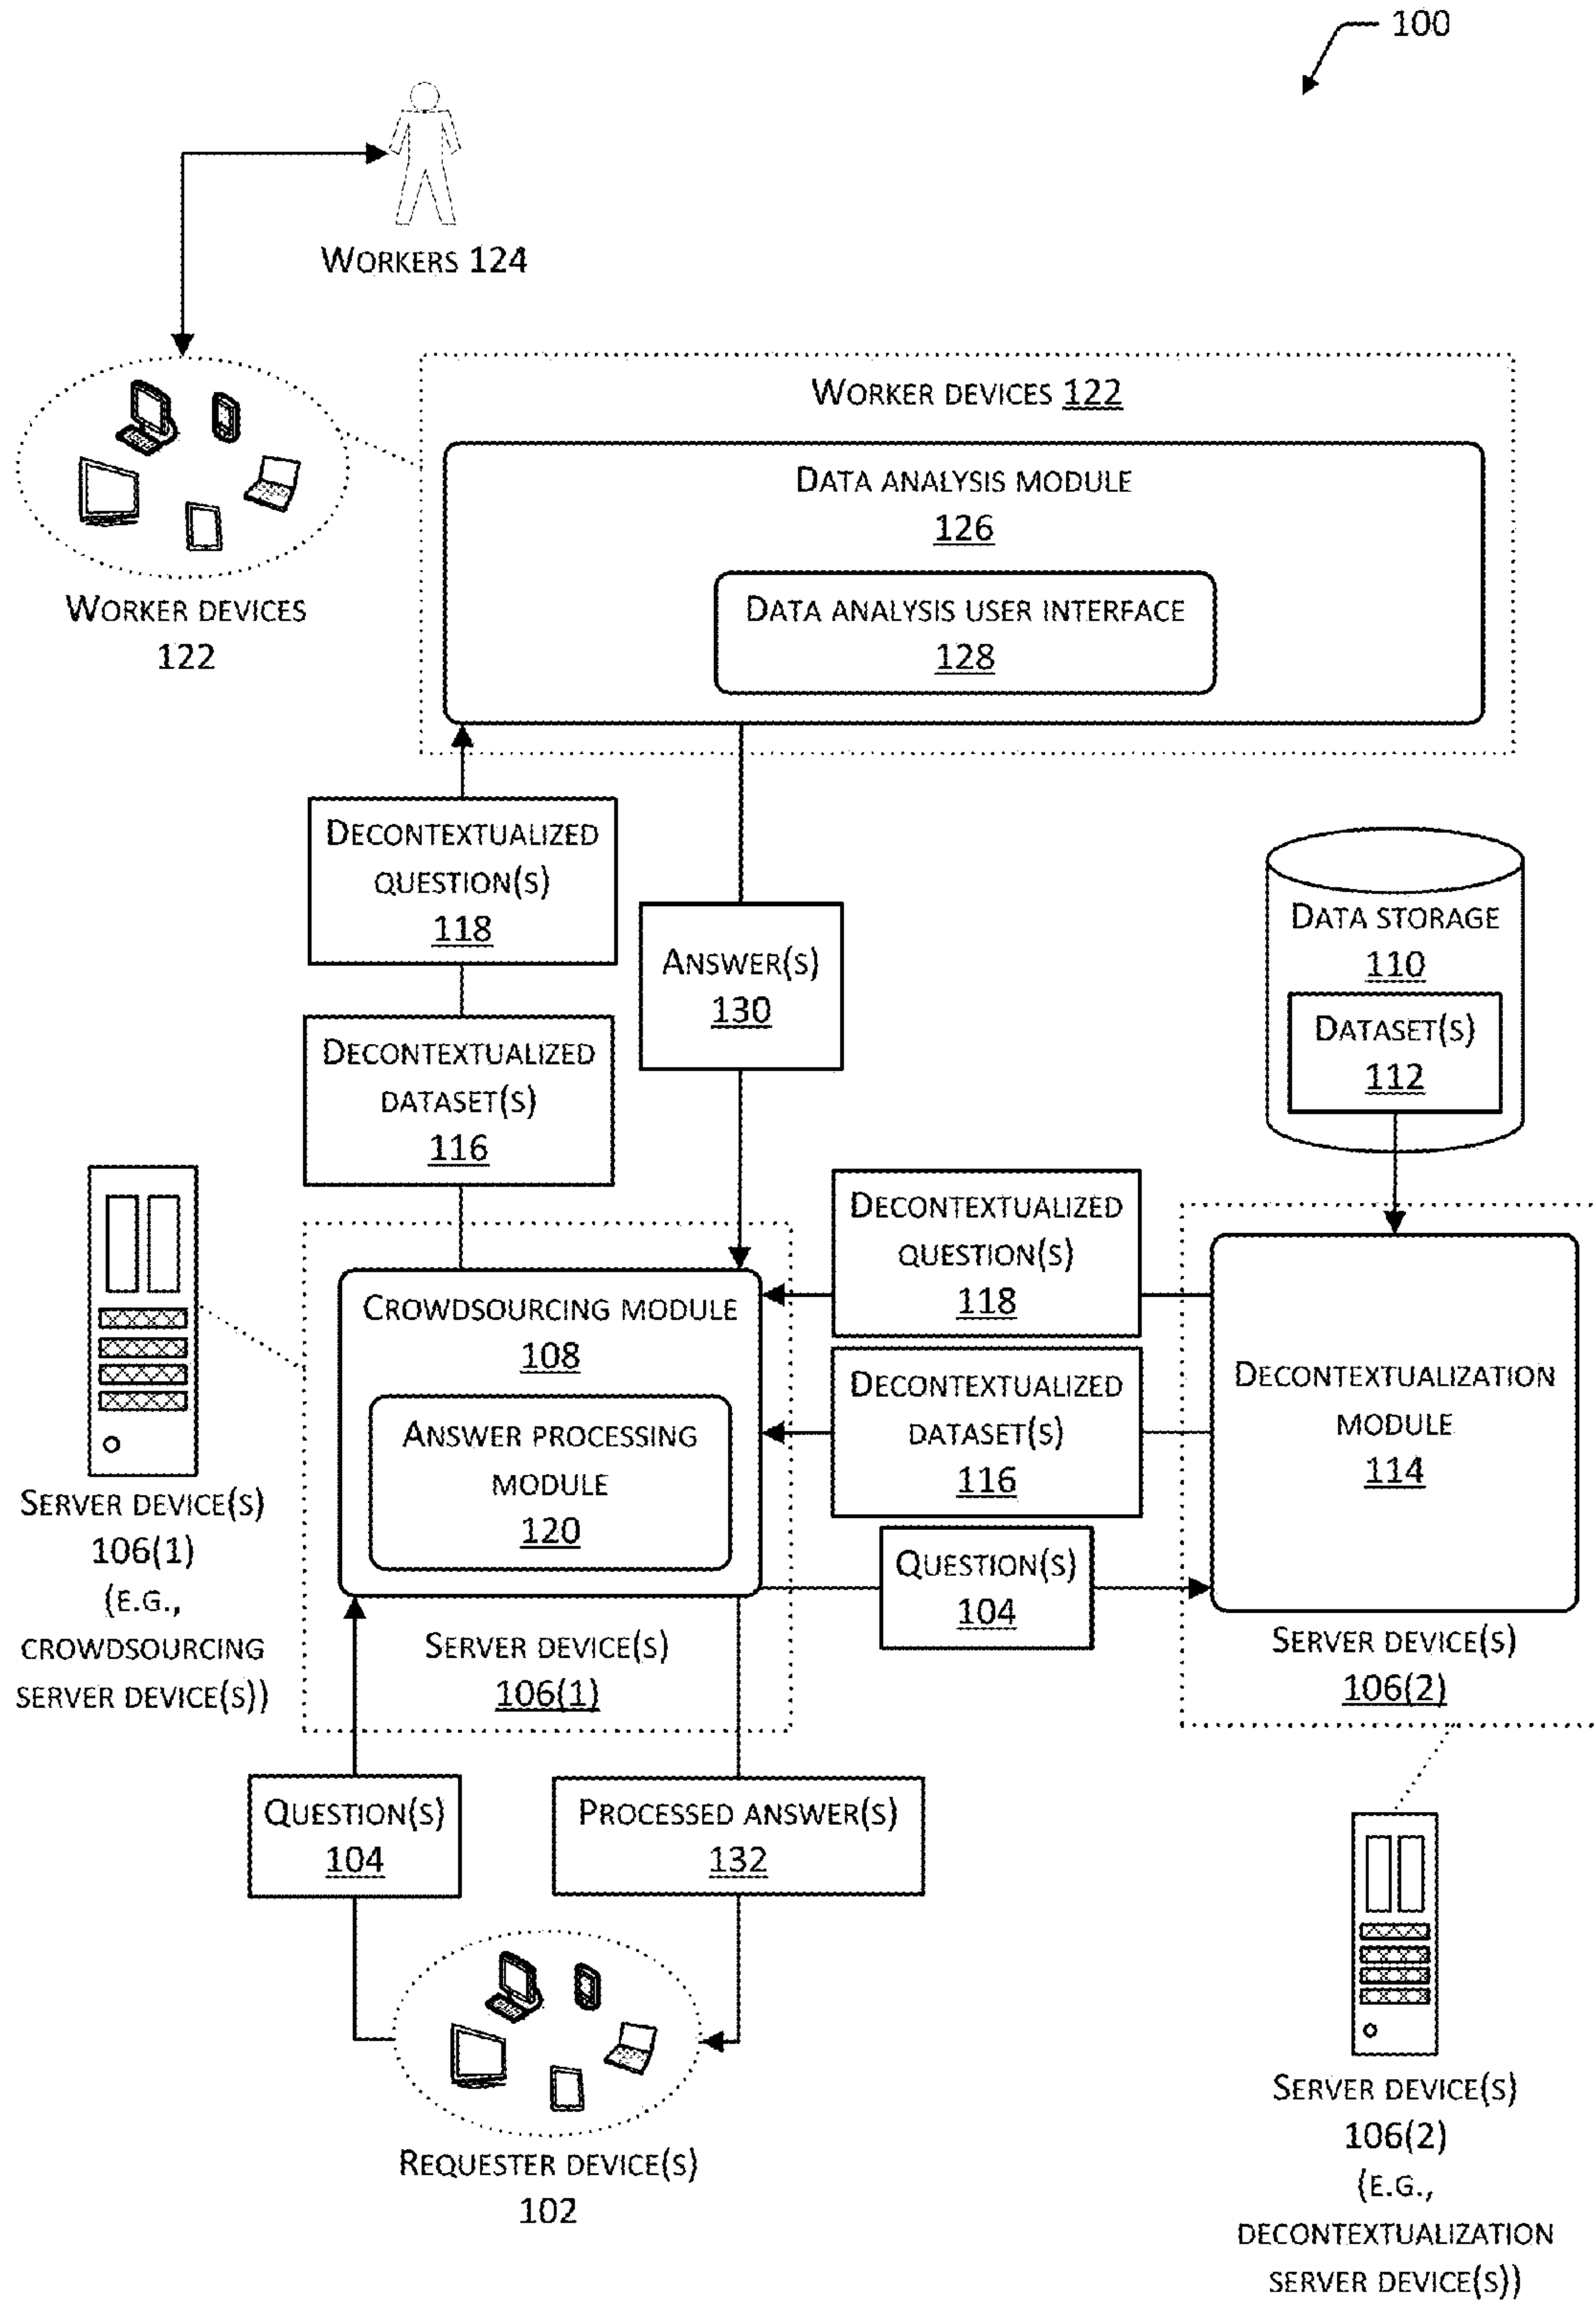 100
WORKERS 124
WORKER DEVICES
122
WORKER DEVICES 122
DATA ANALYSIS MODULE
126
DATA ANALYSIS USER INTERFACE
128
DECONTEXTUALIZED
QUESTION(S)
118
DECONTEXTUALIZED
DATASET(S)
116
ANSWER(S)
130
DATA STORAGE
110
DATASET(S)
112
SERVER DEVICE(S)
106(1)
(E.G.,
CROWDSOURCING
SERVER DEVICE(S))
CROWDSOURCING MODULE
108
ANSWER PROCESSING
MODULE
120
SERVER DEVICE(S)
106(1)
DECONTEXTUALIZED
QUESTION(S)
118
DECONTEXTUALIZED
DATASET(S)
116
QUESTION(S)
104
DECONTEXTUALIZATION
MODULE
114
SERVER DEVICE(S)
106(2)
QUESTION(S)
104
PROCESSED ANSWER(S)
132
REQUESTER DEVICE(S)
102
SERVER DEVICE(S)
106(2)
(E.G.,
DECONTEXTUALIZATION
SERVER DEVICE(S))